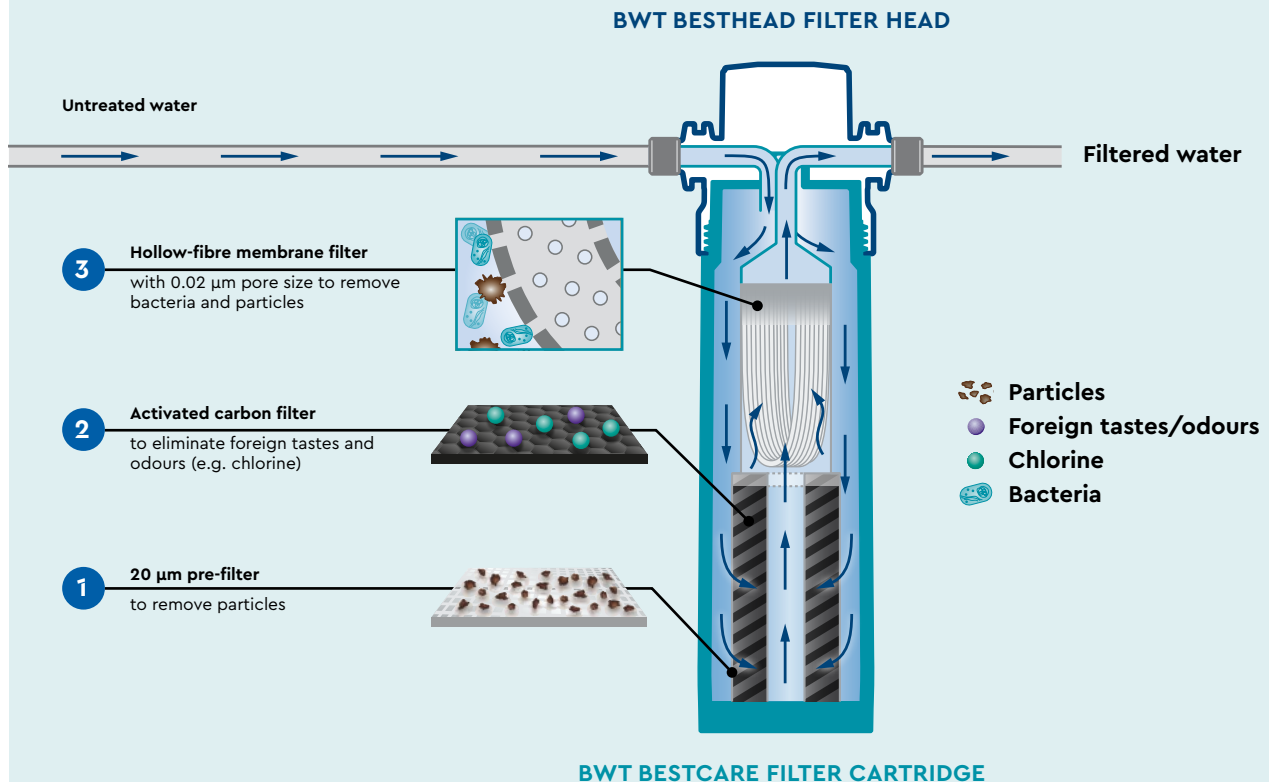 BWT BESTHEAD FILTER HEAD
Untreated water
Filtered water
3
Hollow-fibre membrane filter
with 0.02 µm pore size to remove
bacteria and particles
2
Activated carbon filter
to eliminate foreign tastes and
odours (e.g. chlorine)
1
20 µm pre-filter
to remove particles
Particles
Foreign tastes/odours
Chlorine
Bacteria
BWT BESTCARE FILTER CARTRIDGE